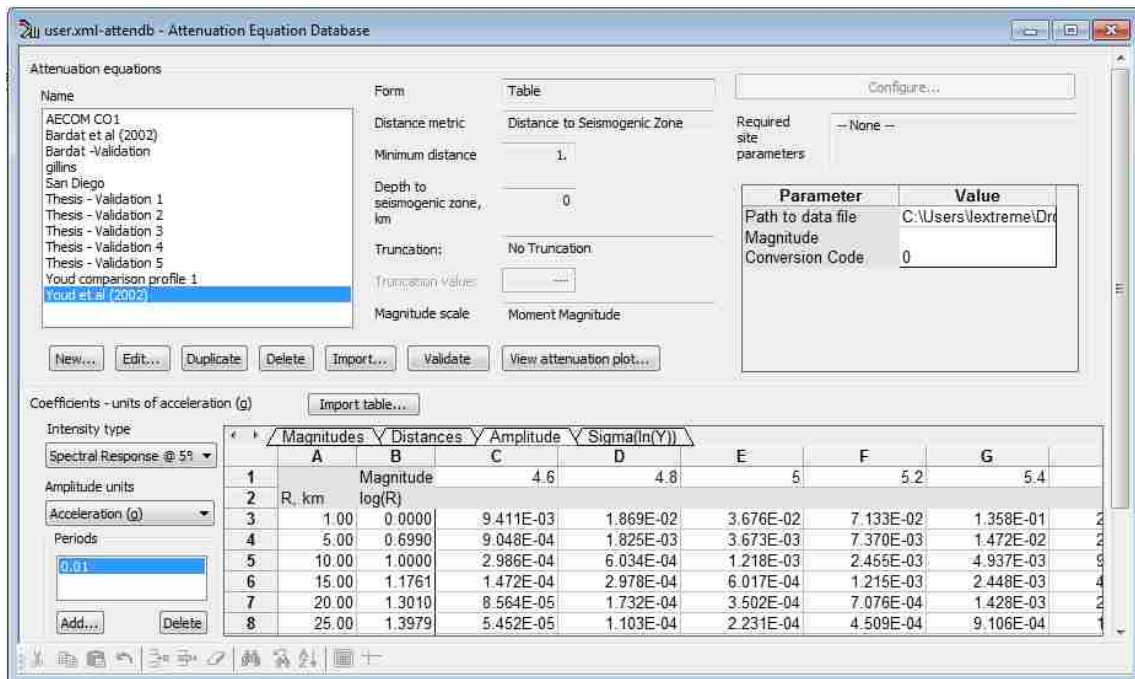 user.xml-attendb - Attenuation Equation Database
Attenuation equations
Name
AECOM CO1
Bardat et al (2002)
Bardat -Validation
gillins
San Diego
Thesis - Validation 1
Thesis - Validation 2
Thesis - Validation 3
Thesis - Validation 4
Thesis - Validation 5
Youd comparison profile 1
Youd et al (2002)
Form
Table
Distance metric
Distance to Seismogenic Zone
Minimum distance
1.
Depth to
seismogenic zone,
km
0
Truncation:
No Truncation
Truncation value:
----
Magnitude scale
Moment Magnitude
Configure...
Required
site
parameters
-- None --
Parameter Value
Path to data file C:\Users\lextreme\Dro
Magnitude
Conversion Code 0
New... Edit... Duplicate Delete Import... Validate View attenuation plot...
Coefficients - units of acceleration (g)
Import table...
Intensity type
Spectral Response @ 5%
Amplitude units
Acceleration (g)
Periods
0.01
Add... Delete
Magnitudes Distances Amplitude Sigma(ln(Y))
A B C D E F G
1 Magnitude 4.6 4.8 5 5.2 5.4
2 R, km log(R)
3 1.00 0.0000 9.411E-03 1.869E-02 3.676E-02 7.133E-02 1.358E-01 2
4 5.00 0.6990 9.048E-04 1.825E-03 3.673E-03 7.370E-03 1.472E-02 2
5 10.00 1.0000 2.986E-04 6.034E-04 1.218E-03 2.455E-03 4.937E-03 9
6 15.00 1.1761 1.472E-04 2.978E-04 6.017E-04 1.215E-03 2.448E-03 4
7 20.00 1.3010 8.564E-05 1.732E-04 3.502E-04 7.076E-04 1.428E-03 2
8 25.00 1.3979 5.452E-05 1.103E-04 2.231E-04 4.509E-04 9.106E-04 1